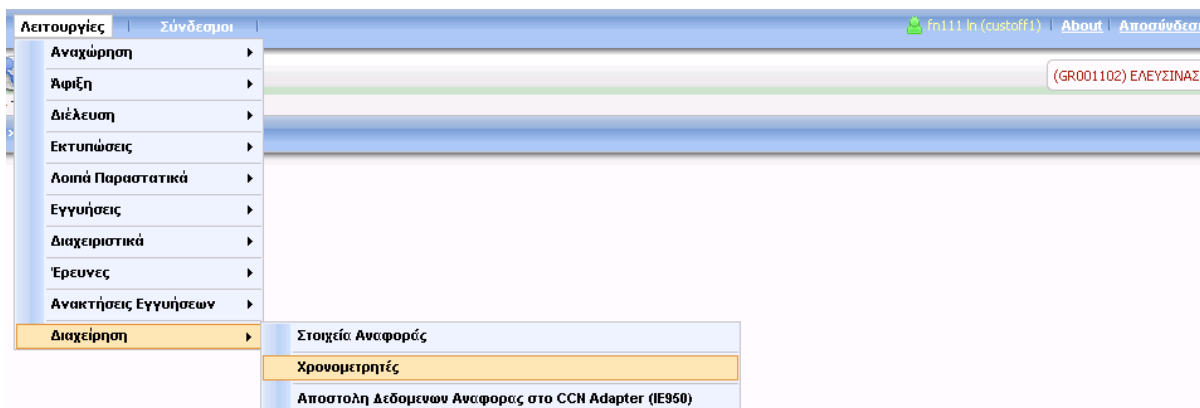 Λειτουργίες | Σύνδεσμοι | fn111 ln (custoff1) | About | Αποσύνδεσ
Αναχώρηση
(GR001102) ΕΛΕΥΣΙΝΑΣ
Άφιξη
Διέλευση
Εκτυπώσεις
Λοιπά Παραστατικά
Εγγυήσεις
Διαχειριστικά
Έρευνες
Ανακτήσεις Εγγυήσεων
Διαχείρηση
Στοιχεία Αναφοράς
Χρονομετρητές
Αποστολη Δεδομενων Αναφορας στο CCN Adapter (IE950)